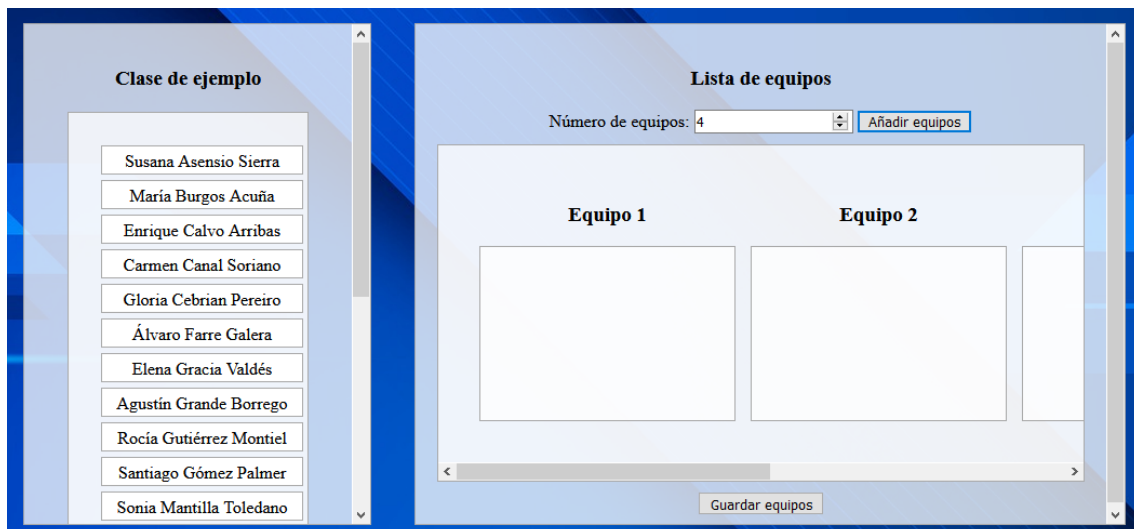 Clase de ejemplo
Susana Asensio Sierra
María Burgos Acuña
Enrique Calvo Arribas
Carmen Canal Soriano
Gloria Cebrian Pereiro
Álvaro Farre Galera
Elena Gracia Valdés
Agustín Grande Borrego
Rocía Gutiérrez Montiel
Santiago Gómez Palmer
Sonia Mantilla Toledano
Lista de equipos
Número de equipos: 4 Añadir equipos
Equipo 1 Equipo 2
Guardar equipos